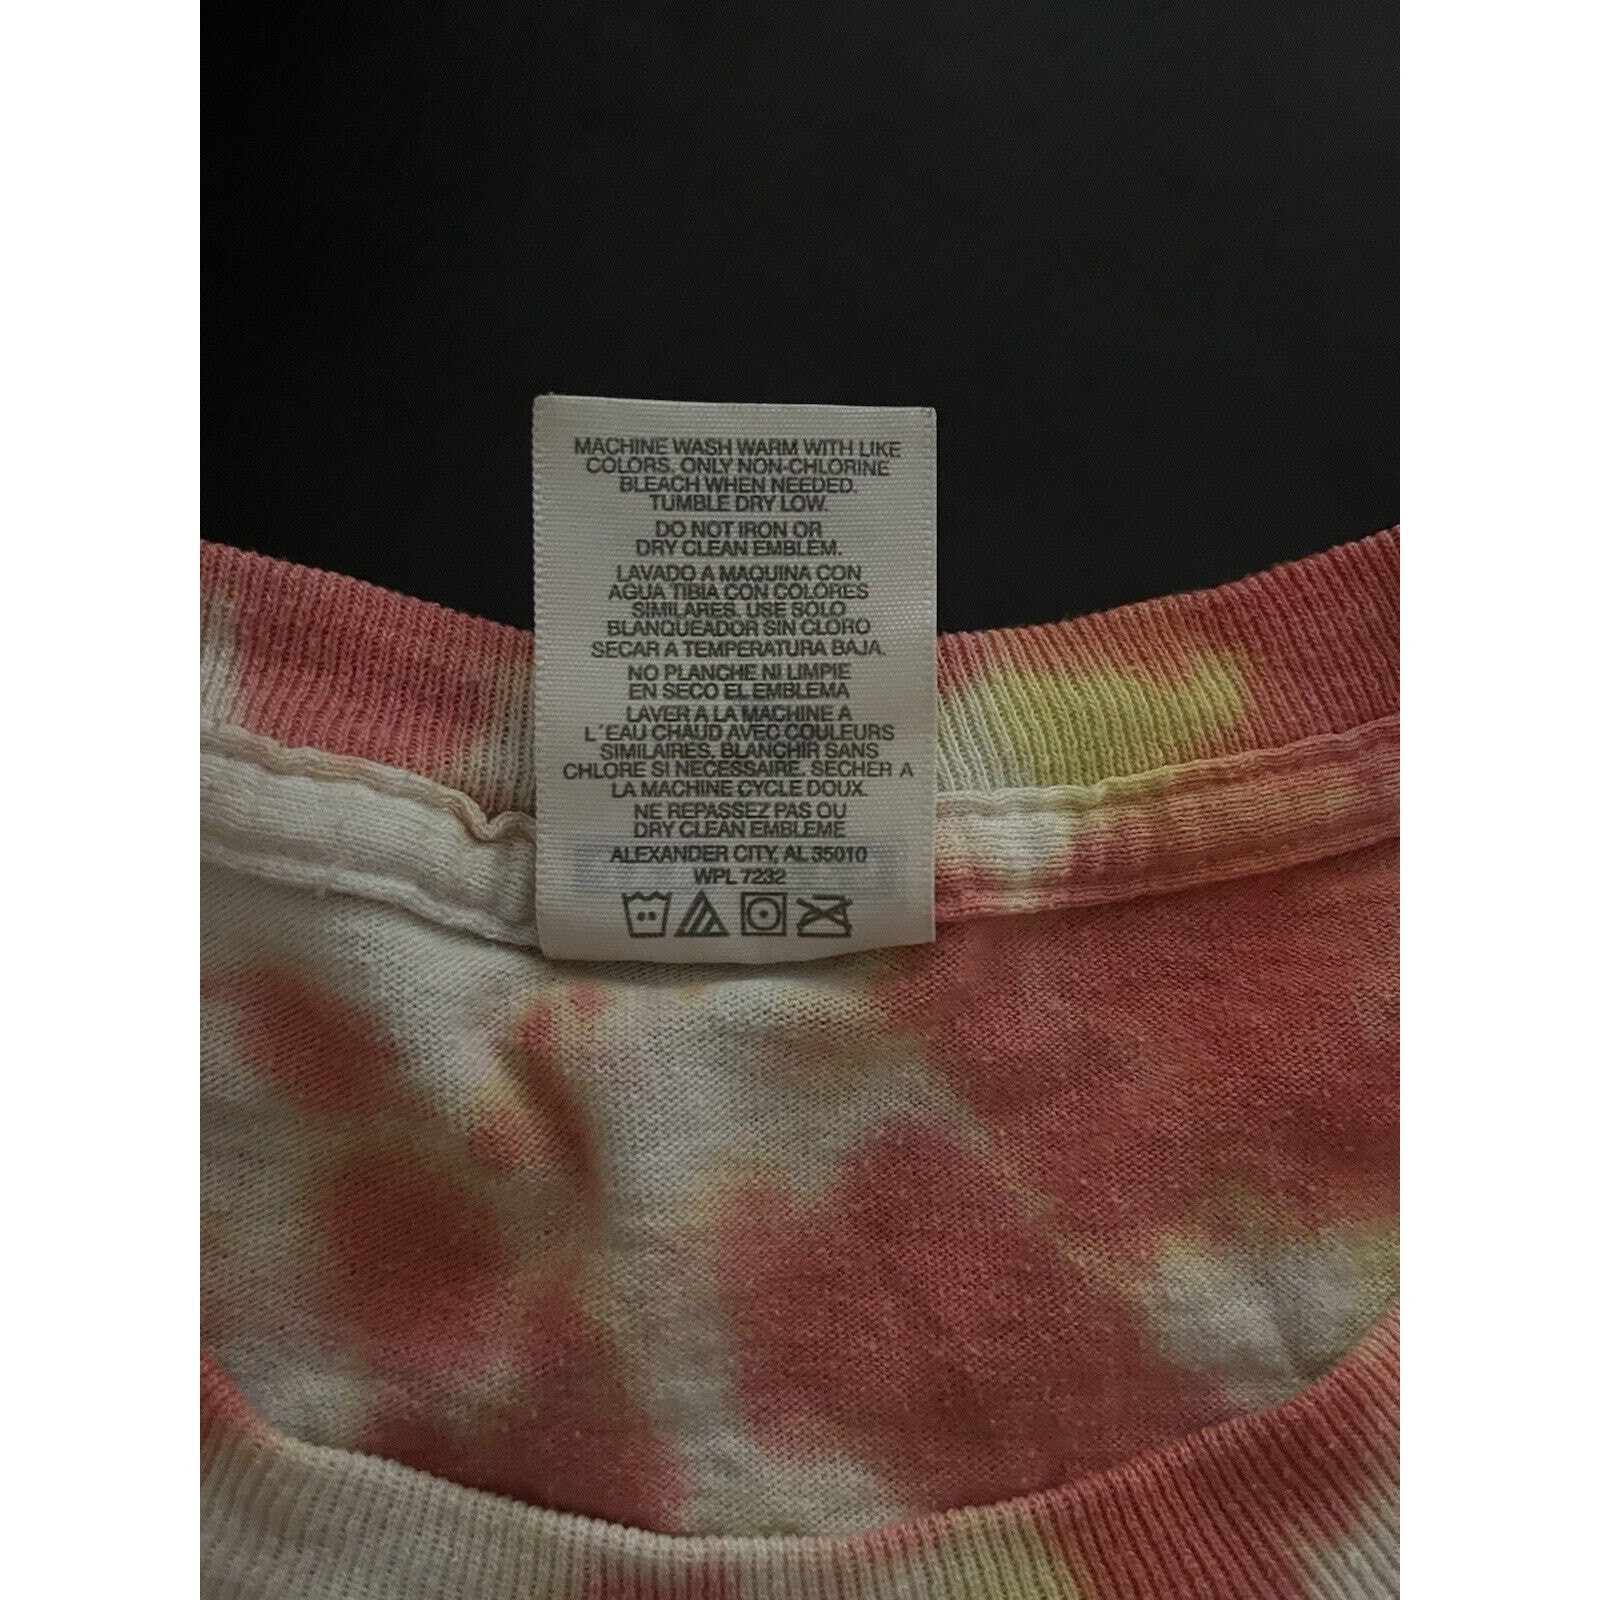 MACHINE WASH WARM WITH LIKE
COLORS. ONLY NON-CHLORINE
BLEACH WHEN NEEDED.
TUMBLE DRY LOW.
DO NOT IRON OR
DRY CLEAN EMBLEM.
LAVADO A MAQUINA CON
AGUA TIBIA CON COLORES
SIMILARES. USE SOLO
BLANQUEADOR SIN CLORO
SECAR A TEMPERATURA BAJA.
NO PLANCHE NI LIMPIE
EN SECO EL EMBLEMA
LAVER A LA MACHINE A
L'EAU CHAUD AVEC COULEURS
SIMILAIRES. BLANCHIR SANS
CHLORE SI NECESSAIRE. SECHER A
LA MACHINE CYCLE DOUX.
NE REPASSEZ PAS OU
DRY CLEAN EMBLEME
ALEXANDER CITY, AL 35010
WPL 7232